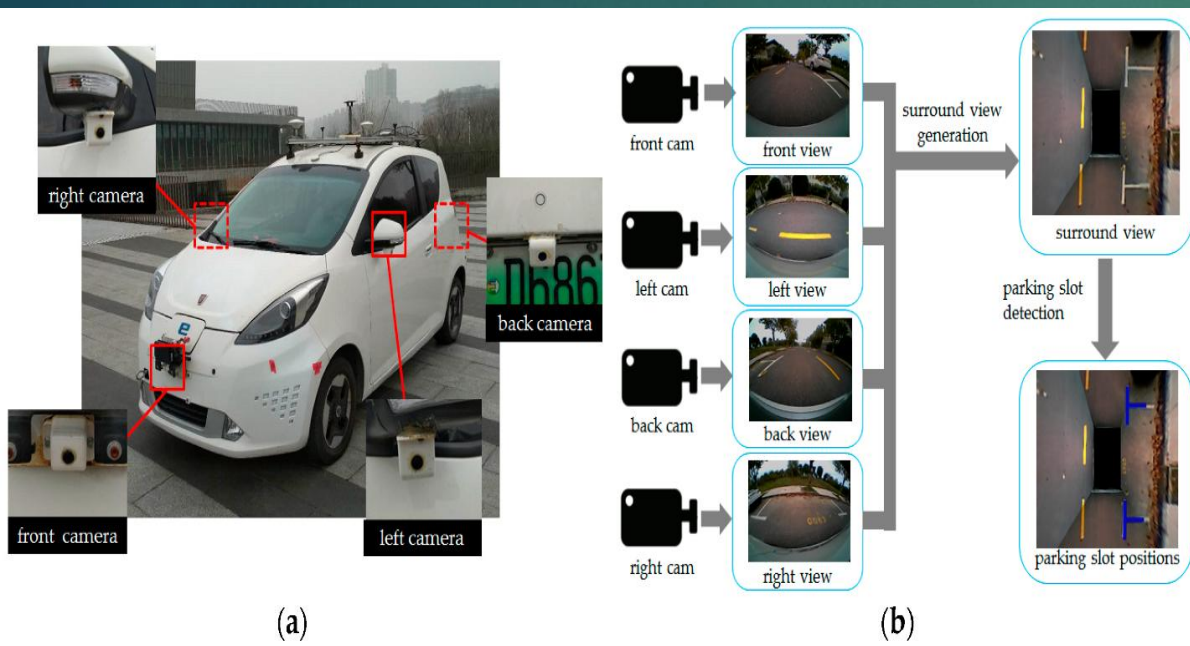 right camera
D686
back camera
e
front camera
left camera
(a)
front cam
front view
left cam
left view
back cam
back view
right cam
right view
surround view
generation
surround view
parking slot
detection
parking slot positions
(b)